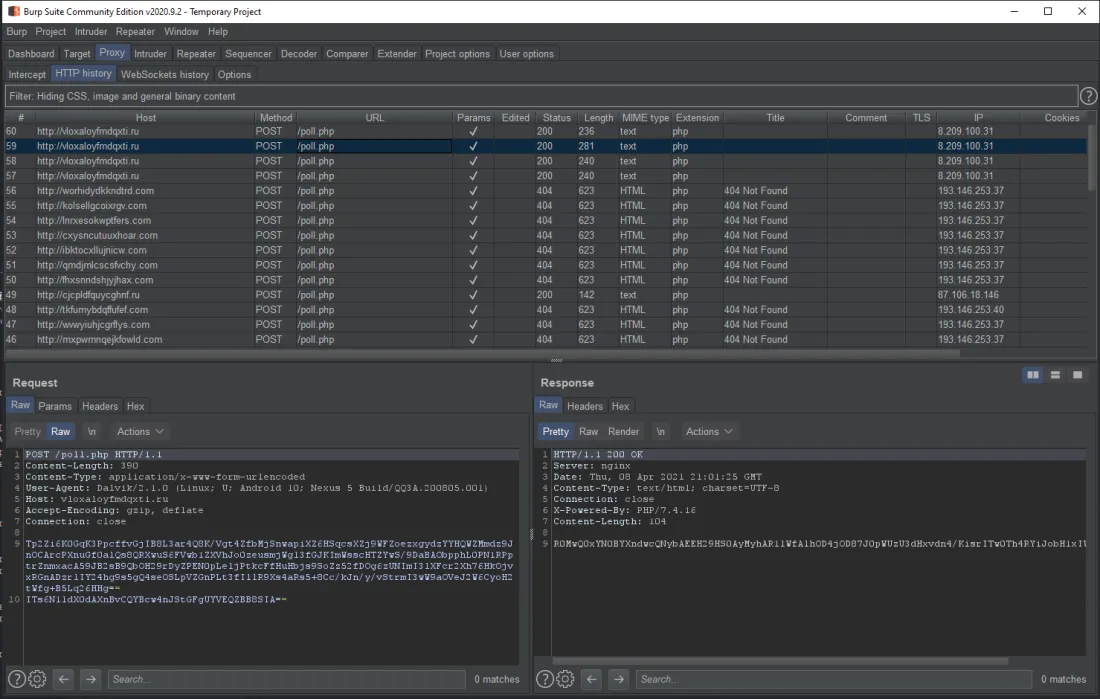 Burp Suite Community Edition v2020.9.2 - Temporary Project
Burp Project Intruder Repeater Window Help
Dashboard Target Proxy Intruder Repeater Sequencer Decoder Comparer Extender Project options User options
Intercept HTTP history WebSockets history Options
Filter: Hiding CSS, image and general binary content
# Host Method URL Params Edited Status Length MIME type Extension Title Comment TLS IP Cookies
60 http://vloxaloyfmdqxti.ru POST /poll.php ✓ 200 236 text php 8.209.100.31
59 http://vloxaloyfmdqxti.ru POST /poll.php ✓ 200 281 text php 8.209.100.31
58 http://vloxaloyfmdqxti.ru POST /poll.php ✓ 200 240 text php 8.209.100.31
57 http://vloxaloyfmdqxti.ru POST /poll.php ✓ 200 240 text php 8.209.100.31
56 http://worhidydkkndtrd.com POST /poll.php ✓ 404 623 HTML php 404 Not Found 193.146.253.37
55 http://kolsellgcoixrgv.com POST /poll.php ✓ 404 623 HTML php 404 Not Found 193.146.253.37
54 http://lnrxesokwptfers.com POST /poll.php ✓ 404 623 HTML php 404 Not Found 193.146.253.37
53 http://cxysncutuuxhoar.com POST /poll.php ✓ 404 623 HTML php 404 Not Found 193.146.253.37
52 http://ibktocxllujnicw.com POST /poll.php ✓ 404 623 HTML php 404 Not Found 193.146.253.37
51 http://qmdjmlcscsfvchy.com POST /poll.php ✓ 404 623 HTML php 404 Not Found 193.146.253.37
50 http://fhxsnndshjyjhax.com POST /poll.php ✓ 404 623 HTML php 404 Not Found 193.146.253.37
49 http://cjcpldfquycghnf.ru POST /poll.php ✓ 200 142 text php 87.106.18.146
48 http://tkfumybdqffufef.com POST /poll.php ✓ 404 623 HTML php 404 Not Found 193.146.253.40
47 http://wwyiuhjcgrflys.com POST /poll.php ✓ 404 623 HTML php 404 Not Found 193.146.253.37
46 http://mxpwmnqejkfowld.com POST /poll.php ✓ 404 623 HTML php 404 Not Found 193.146.253.37
Request
Raw Params Headers Hex
Pretty Raw \n Actions
1 POST /poll.php HTTP/1.1
2 Content-Length: 390
3 Content-Type: application/x-www-form-urlencoded
4 User-Agent: Dalvik/2.1.0 (Linux; U; Android 10; Nexus 5 Build/QQ3A.200805.001)
5 Host: vloxaloyfmdqxti.ru
6 Accept-Encoding: gzip, deflate
7 Connection: close
8
9
10
Search...
0 matches
Response
Raw Headers Hex
Pretty Raw Render \n Actions
1 HTTP/1.1 200 OK
2 Server: nginx
3 Date: Thu, 08 Apr 2021 21:01:25 GMT
4 Content-Type: text/html; charset=UTF-8
5 Connection: close
6 X-Powered-By: PHP/7.4.16
7 Content-Length: 104
8
9
Search...
0 matches